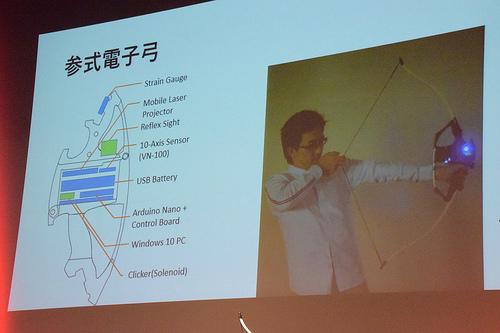 参式電子弓
Strain Gauge
Mobile Laser
Projector
Reflex Sight
10-Axis Sensor
(VN-100)
USB Battery
Arduino Nano +
Control Board
Windows 10 PC
Clicker(Solenoid)